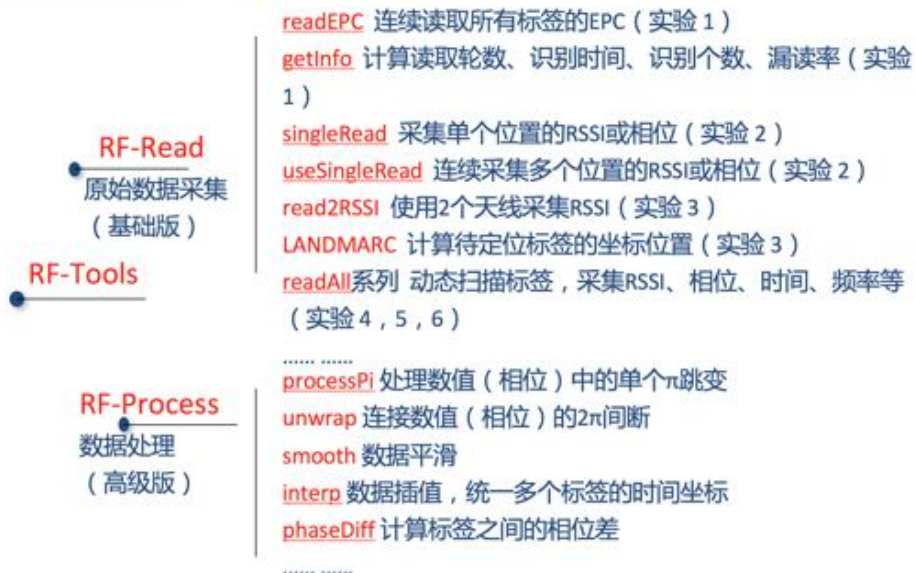 RF-Tools
RF-Read
原始数据采集
（基础版）
readEPC 连续读取所有标签的EPC（实验1）
getInfo 计算读取轮数、识别时间、识别个数、漏读率（实验
1）
singleRead 采集单个位置的RSSI或相位（实验2）
useSingleRead 连续采集多个位置的RSSI或相位（实验2）
read2RSSI 使用2个天线采集RSSI（实验3）
LANDMARC 计算待定位标签的坐标位置（实验3）
readAll系列 动态扫描标签，采集RSSI、相位、时间、频率等
（实验4，5，6）
...... ......
RF-Process
数据处理
（高级版）
processPi 处理数值（相位）中的单个π跳变
unwrap 连接数值（相位）的2π间断
smooth 数据平滑
interp 数据插值，统一多个标签的时间坐标
phaseDiff 计算标签之间的相位差
...... ......